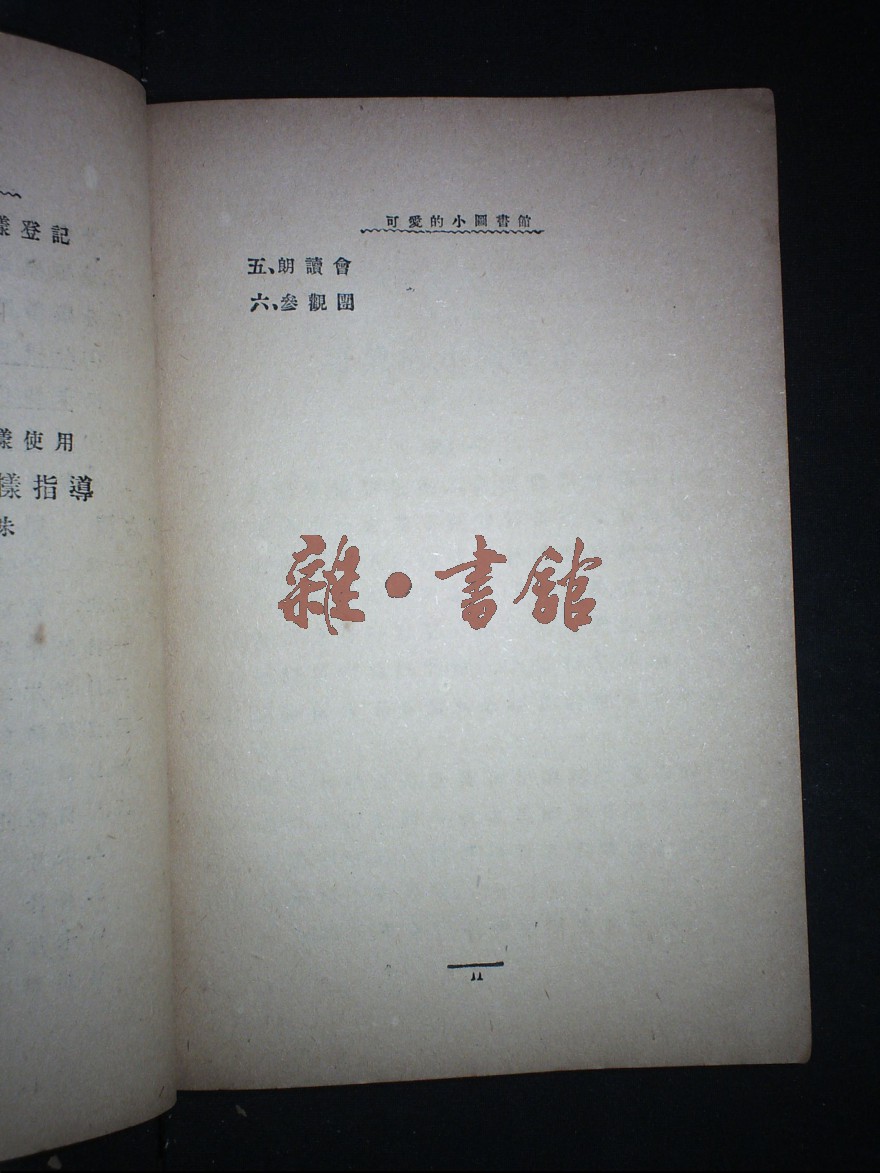 樣登記
樣使用
樣指導
可愛的小圖書館
五、朗讀會
六、參觀團
雜·書館